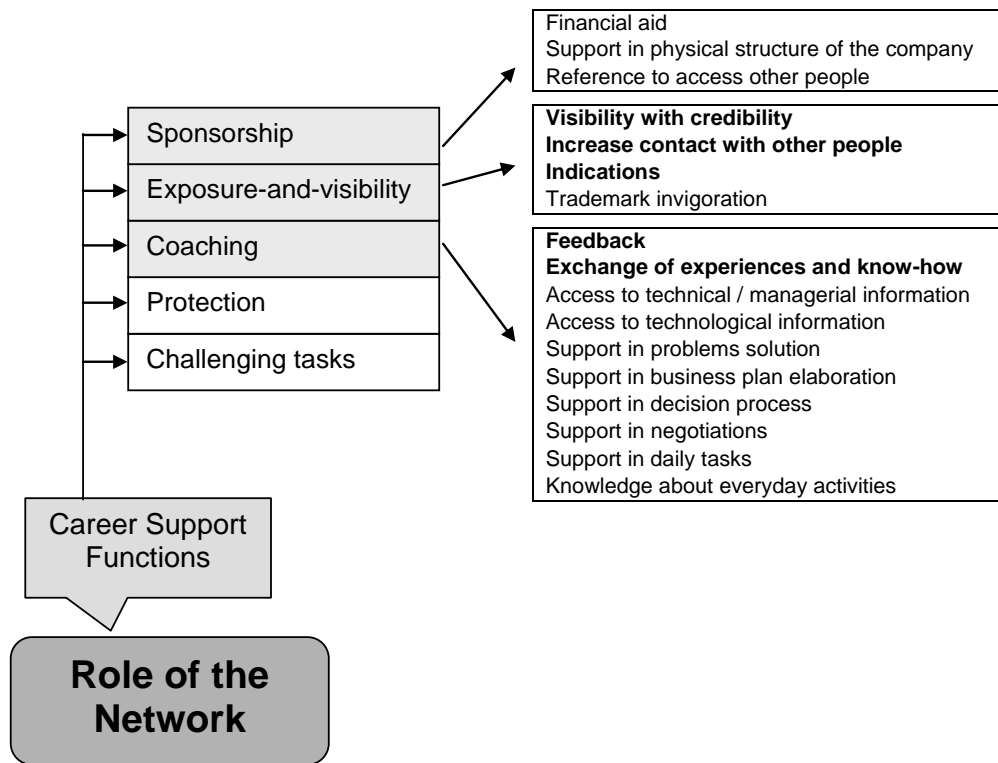 Financial aid
Support in physical structure of the company
Reference to access other people
Sponsorship
Exposure-and-visibility
Coaching
Protection
Challenging tasks
Visibility with credibility
Increase contact with other people
Indications
Trademark invigoration
Feedback
Exchange of experiences and know-how
Access to technical / managerial information
Access to technological information
Support in problems solution
Support in business plan elaboration
Support in decision process
Support in negotiations
Support in daily tasks
Knowledge about everyday activities
Career Support
Functions
Role of the
Network